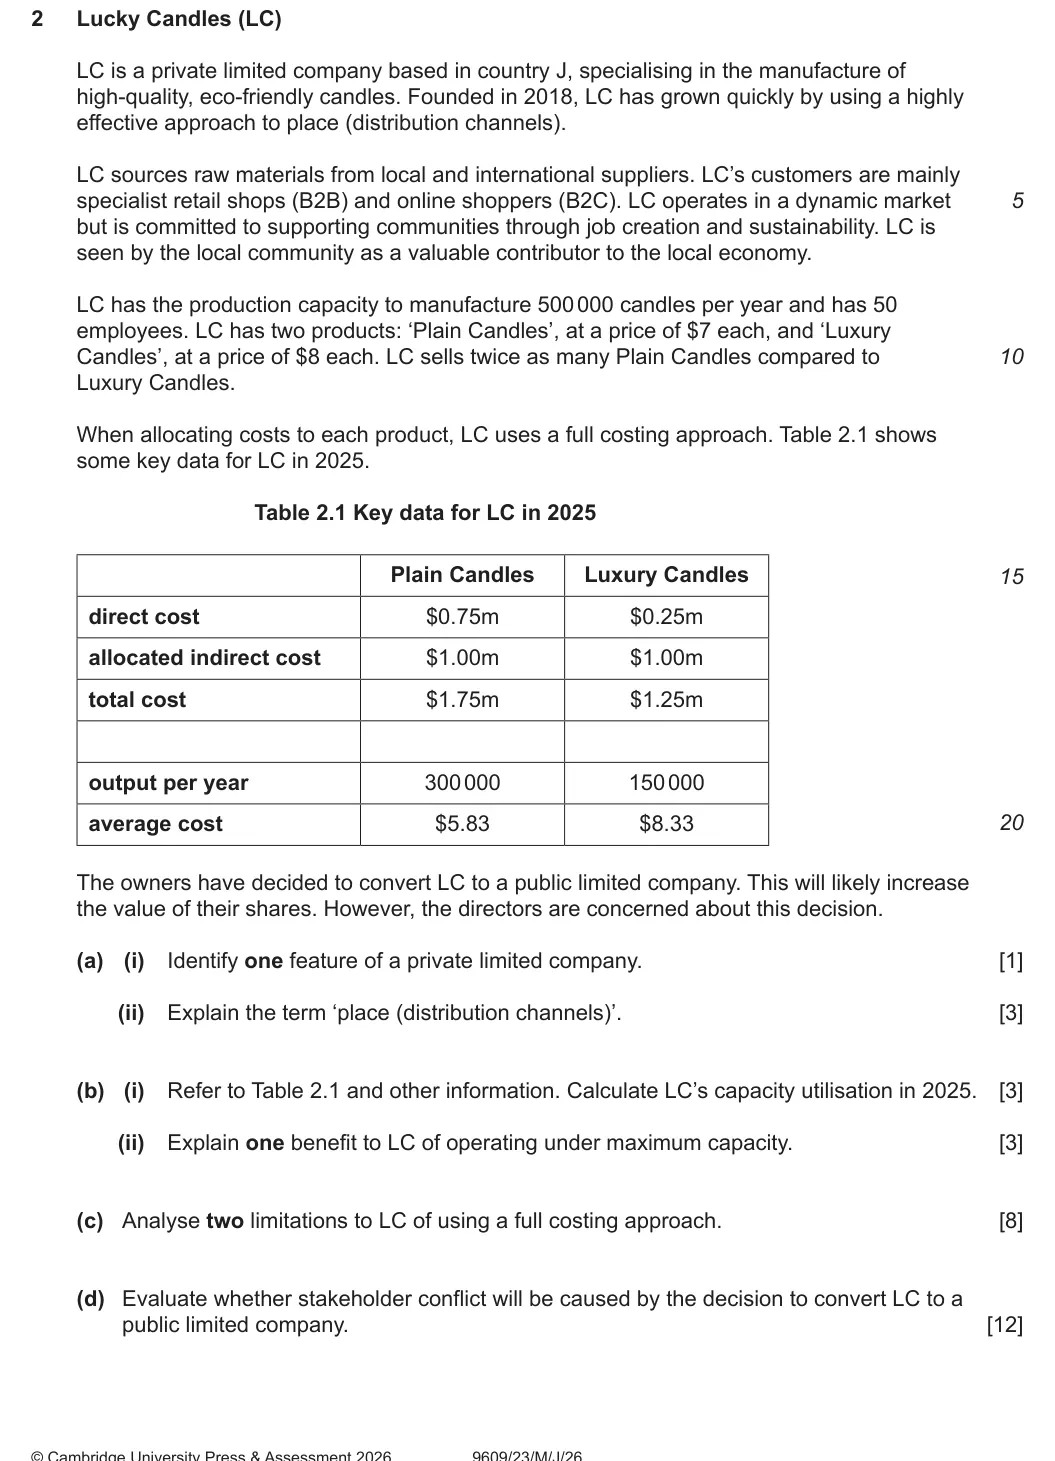 2 Lucky Candles (LC)
LC is a private limited company based in country J, specialising in the manufacture of
high-quality, eco-friendly candles. Founded in 2018, LC has grown quickly by using a highly
effective approach to place (distribution channels).
LC sources raw materials from local and international suppliers. LC’s customers are mainly
specialist retail shops (B2B) and online shoppers (B2C). LC operates in a dynamic market 5
but is committed to supporting communities through job creation and sustainability. LC is
seen by the local community as a valuable contributor to the local economy.
LC has the production capacity to manufacture 500 000 candles per year and has 50
employees. LC has two products: ‘Plain Candles’, at a price of $7 each, and ‘Luxury
Candles’, at a price of $8 each. LC sells twice as many Plain Candles compared to 10
Luxury Candles.
When allocating costs to each product, LC uses a full costing approach. Table 2.1 shows
some key data for LC in 2025.
Table 2.1 Key data for LC in 2025
Plain Candles Luxury Candles 15
direct cost $0.75m $0.25m
allocated indirect cost $1.00m $1.00m
total cost $1.75m $1.25m
output per year 300 000 150 000
average cost $5.83 $8.33 20
The owners have decided to convert LC to a public limited company. This will likely increase
the value of their shares. However, the directors are concerned about this decision.
(a) (i) Identify one feature of a private limited company. [1]
(ii) Explain the term ‘place (distribution channels)’. [3]
(b) (i) Refer to Table 2.1 and other information. Calculate LC’s capacity utilisation in 2025. [3]
(ii) Explain one benefit to LC of operating under maximum capacity. [3]
(c) Analyse two limitations to LC of using a full costing approach. [8]
(d) Evaluate whether stakeholder conflict will be caused by the decision to convert LC to a
public limited company. [12]
© Cambridge University Press & Assessment 2026 9609/23/M/J/26